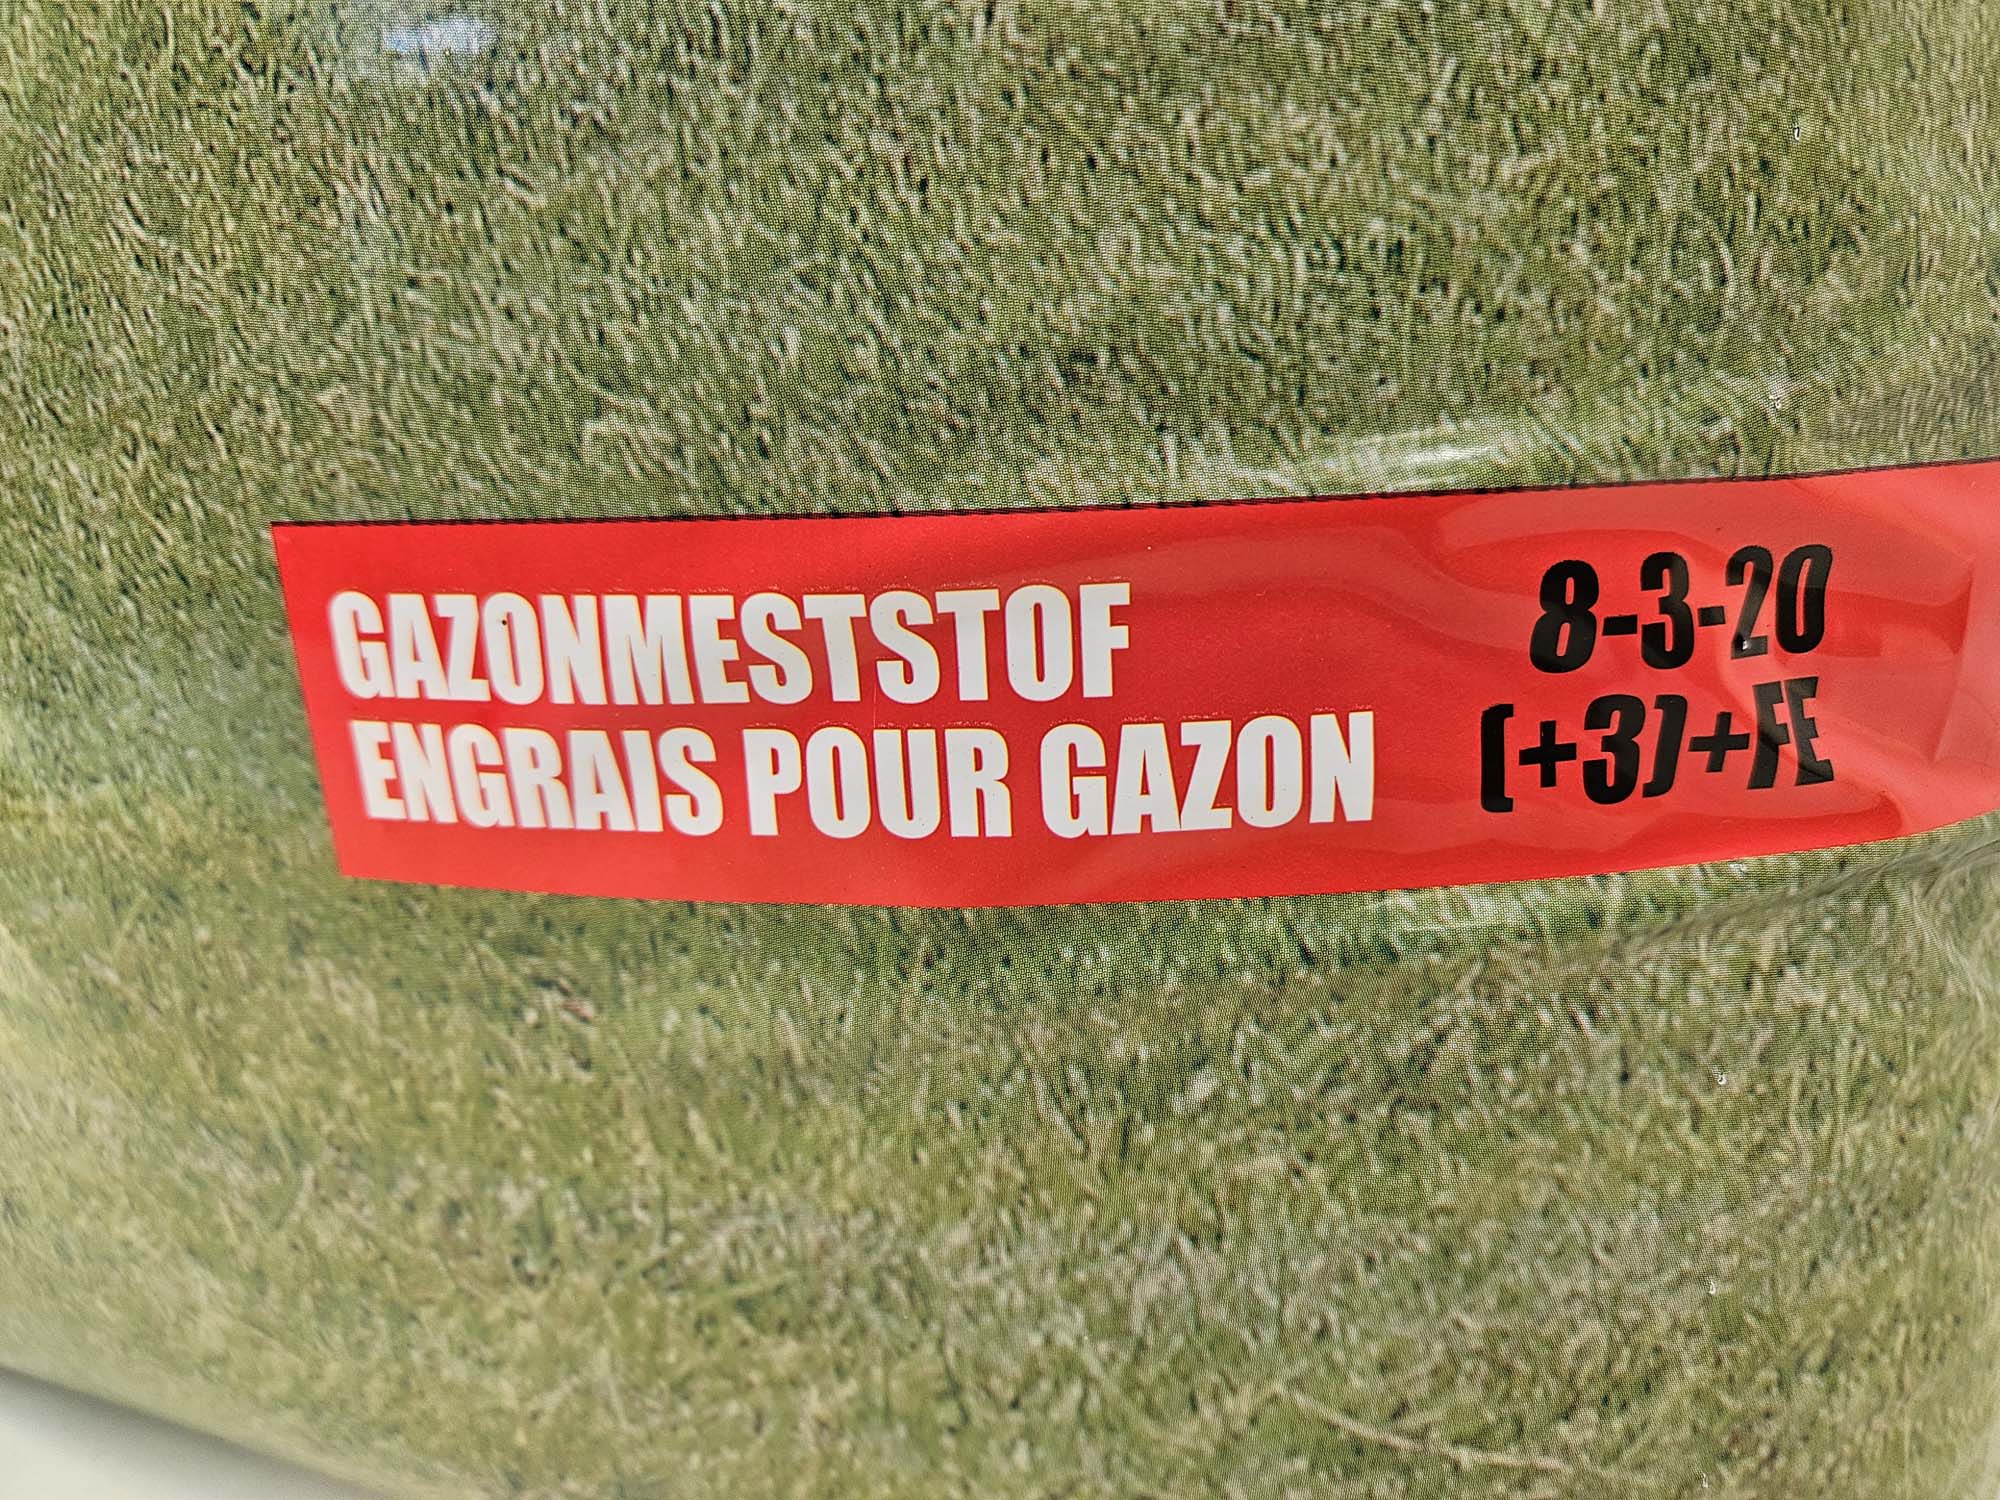 GAZONMESTSTOF
ENGRAIS POUR GAZON
8-3-20
(+3)+FE